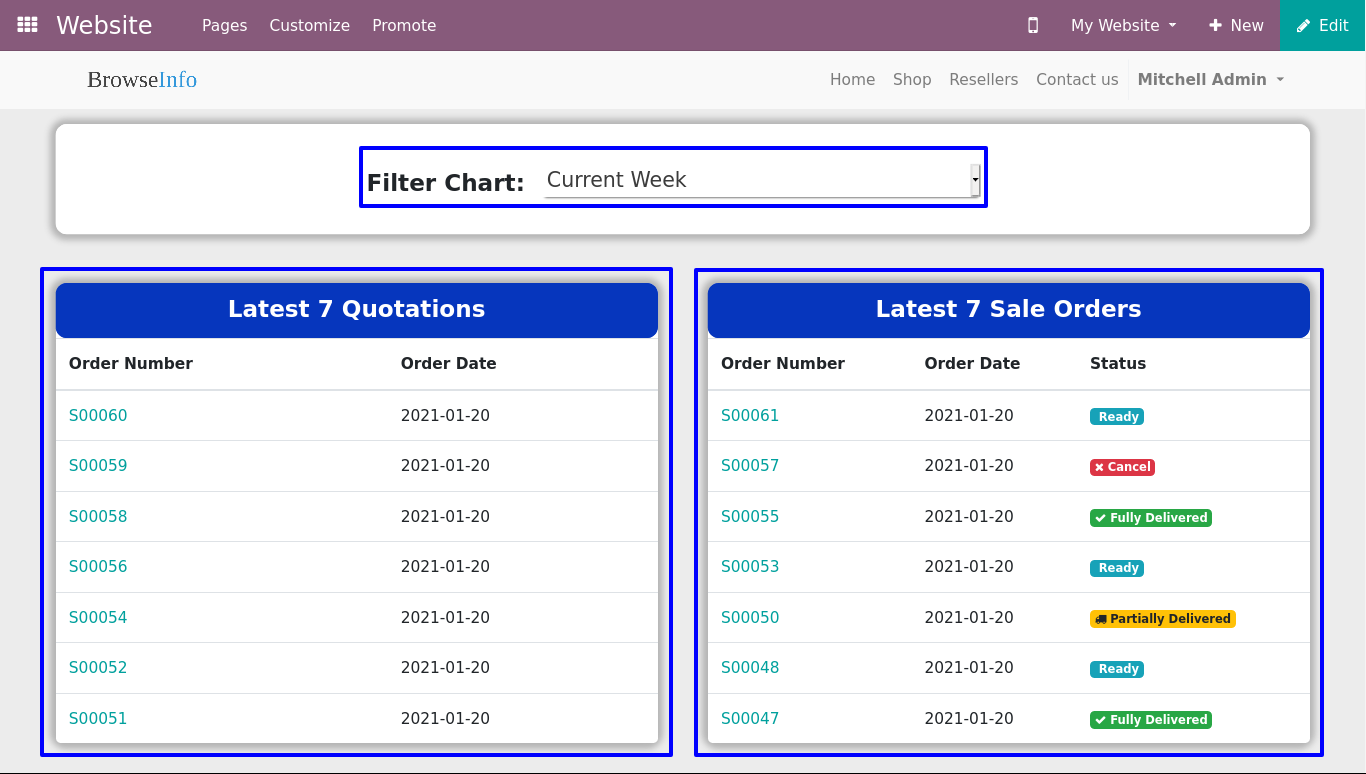 Website Pages Customize Promote My Website New Edit
BrowseInfo Home Shop Resellers Contact us Mitchell Admin
Filter Chart: Current Week
Latest 7 Quotations
Order Number Order Date
S00060 2021-01-20
S00059 2021-01-20
S00058 2021-01-20
S00056 2021-01-20
S00054 2021-01-20
S00052 2021-01-20
S00051 2021-01-20
Latest 7 Sale Orders
Order Number Order Date Status
S00061 2021-01-20 Ready
S00057 2021-01-20 Cancel
S00055 2021-01-20 Fully Delivered
S00053 2021-01-20 Ready
S00050 2021-01-20 Partially Delivered
S00048 2021-01-20 Ready
S00047 2021-01-20 Fully Delivered